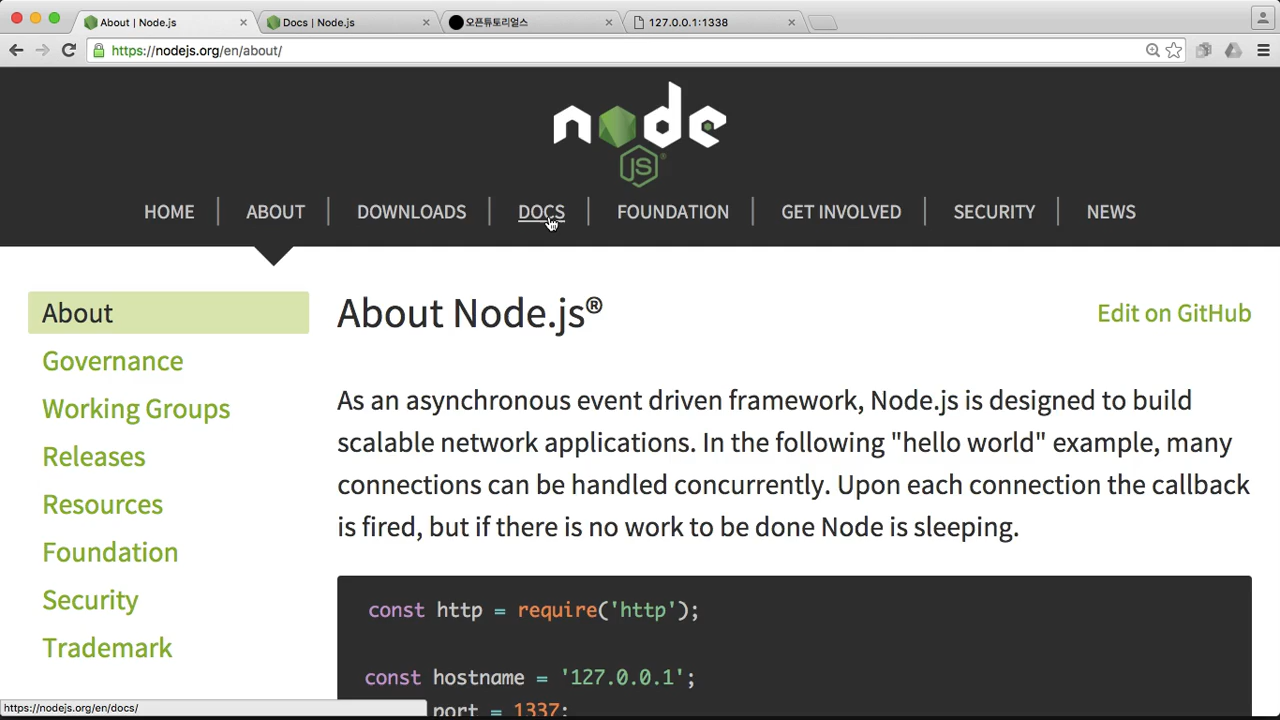 About | Node.js
Docs | Node.js
오픈튜토리얼스
127.0.0.1:1338
https://nodejs.org/en/about/
node
JS
HOME
ABOUT
DOWNLOADS
DOCS
FOUNDATION
GET INVOLVED
SECURITY
NEWS
About
Governance
Working Groups
Releases
Resources
Foundation
Security
Trademark
About Node.js®
Edit on GitHub
As an asynchronous event driven framework, Node.js is designed to build
scalable network applications. In the following "hello world" example, many
connections can be handled concurrently. Upon each connection the callback
is fired, but if there is no work to be done Node is sleeping.
const http = require('http');
const hostname = '127.0.0.1';
port = 1337;
https://nodejs.org/en/docs/